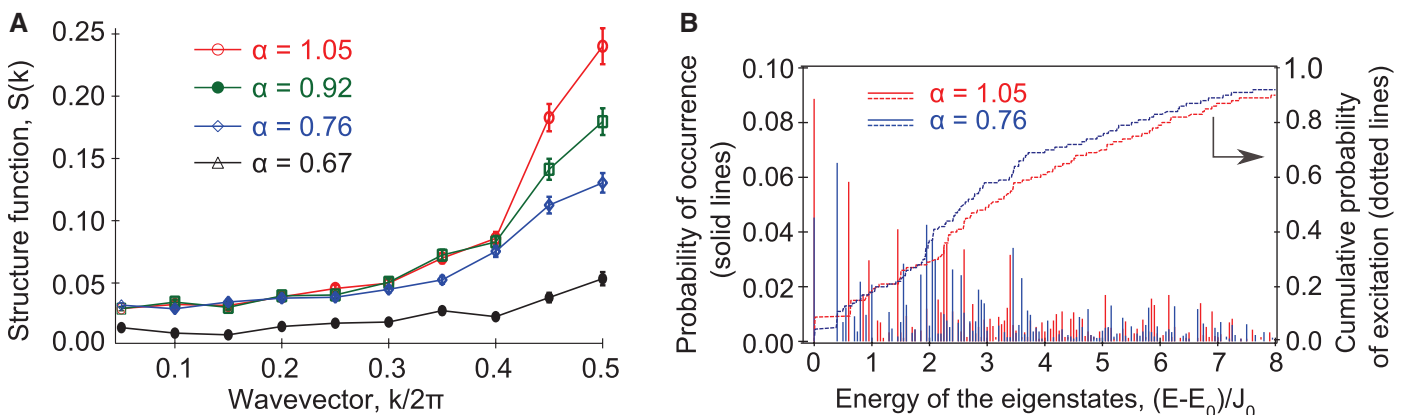 A
Structure function, S(k)
0.25
0.20
0.15
0.10
0.05
0.00
α = 1.05
α = 0.92
α = 0.76
α = 0.67
0.1 0.2 0.3 0.4 0.5
Wavevector, k/2π
B
Probability of occurrence
(solid lines)
0.10
0.08
0.06
0.04
0.02
0.00
α = 1.05
α = 0.76
1.0
0.8
0.6
0.4
0.2
0.0
Cumulative probability
of excitation (dotted lines)
0 1 2 3 4 5 6 7 8
Energy of the eigenstates, (E-E₀)/J₀